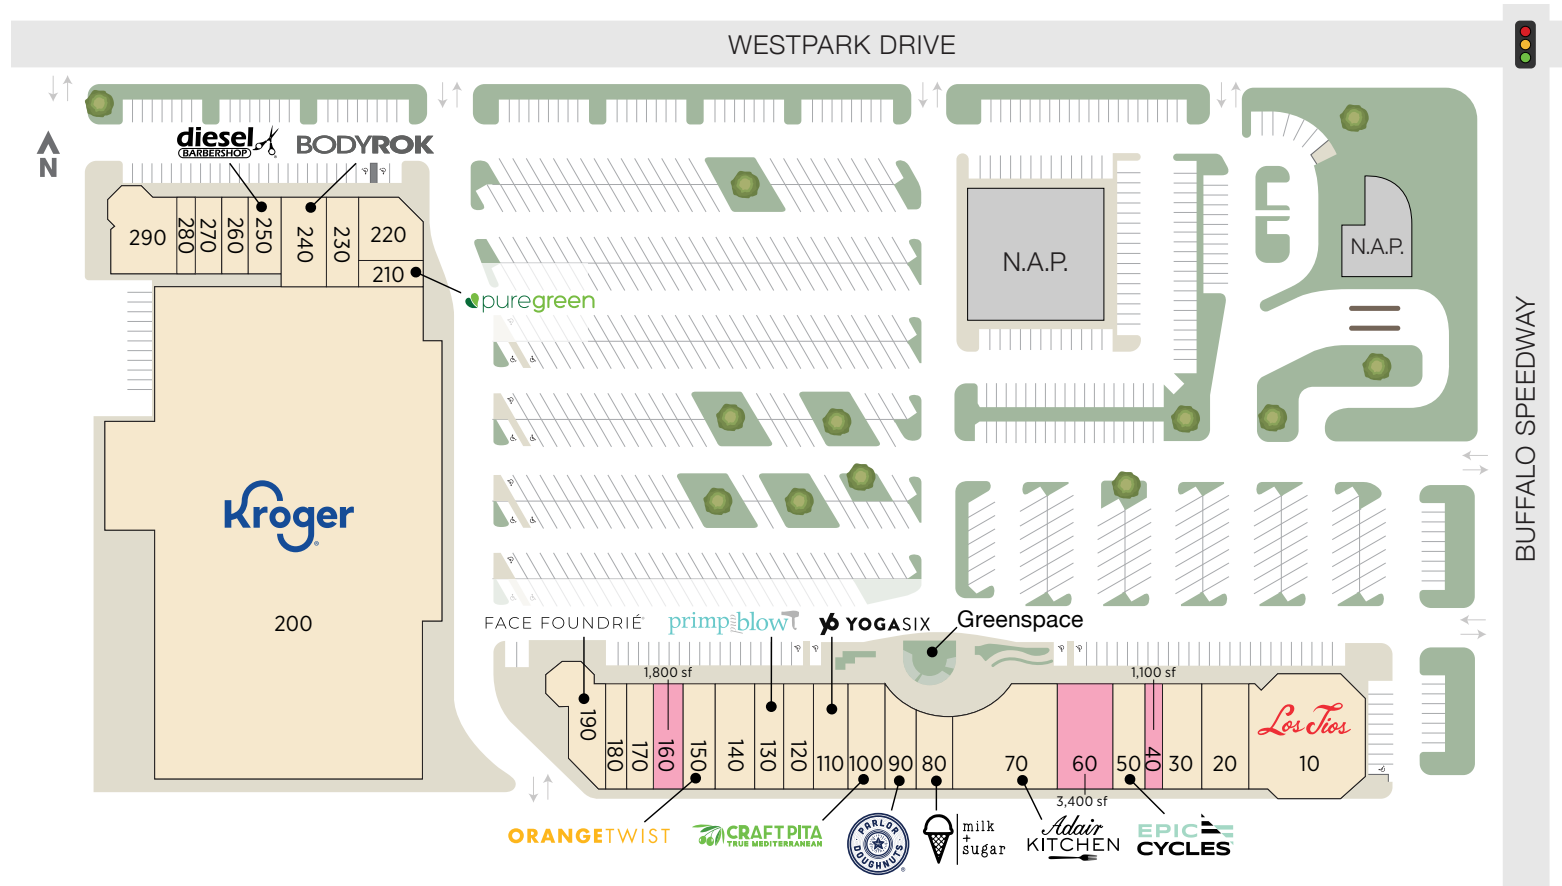 WESTPARK DRIVE
BUFFALO SPEEDWAY
N
diesel
BARBERSHOP
BODYROK
290
280
270
260
250
240
230
220
210
puregreen
N.A.P.
N.A.P.
Kroger
200
FACE FOUNDRIÉ
primp blow
y6 YOGASIX
Greenspace
1,800 sf
1,100 sf
190
180
170
160
150
140
130
120
110
100
90
80
70
60
50
40
30
20
10
Los Tios
3,400 sf
ORANGETWIST
CRAFT PITA
TRUE MEDITERRANEAN
PARLOR
DOUGHNUTS
milk
+
sugar
Adair
KITCHEN
EPIC
CYCLES